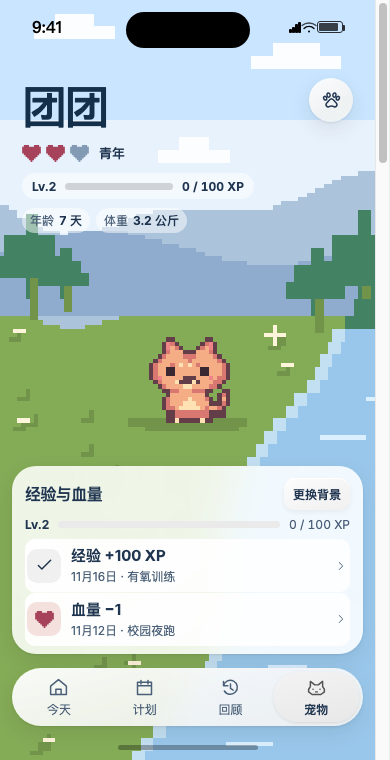 9:41
团团
青年
Lv.2 0 / 100 XP
年龄 7 天 体重 3.2 公斤
经验与血量 更换背景
Lv.2 0 / 100 XP
经验 +100 XP
11月16日 · 有氧训练
血量 −1
11月12日 · 校园夜跑
今天 计划 回顾 宠物